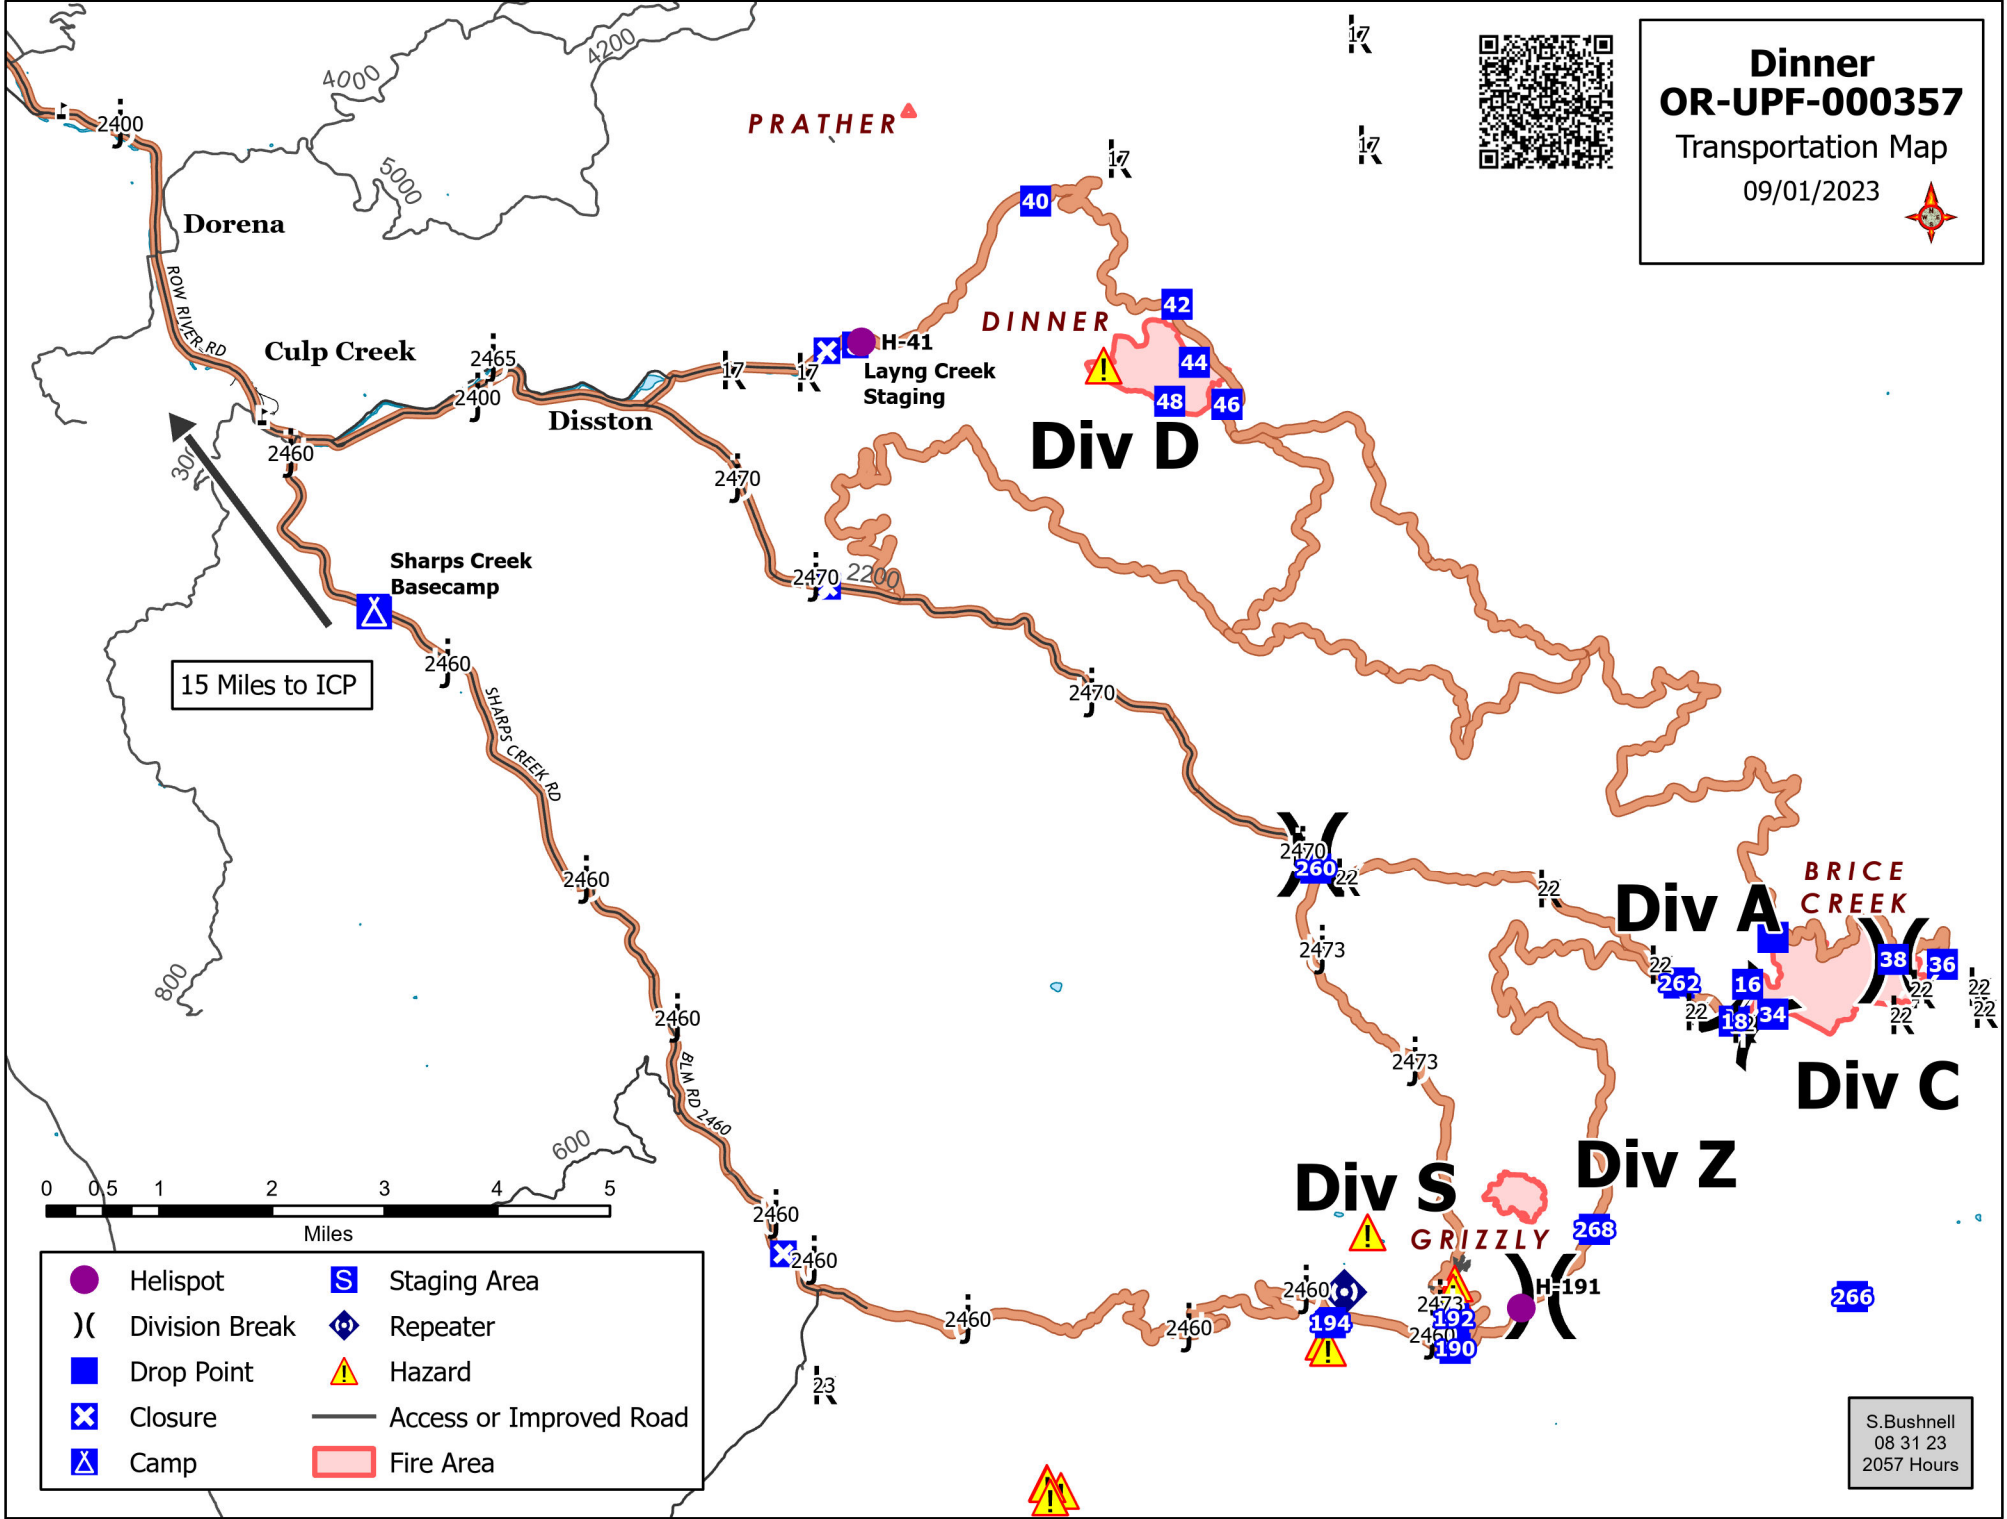 Dinner
OR-UPF-000357
Transportation Map
09/01/2023
4200
4000
5000
17
17
17
PRATHER
2400
Dorena
ROW RIVER RD
40
42
DINNER
44
46
48
Div D
Culp Creek
2465
2400
17
17
H-41
Layng Creek
Staging
Disston
2460
2470
2470
2200
Sharps Creek
Basecamp
15 Miles to ICP
2460
SHARPS CREEK RD
2470
2460
2470
260
22
22
BRICE
CREEK
Div A
2473
22
262
22
16
18
34
38
36
22
22
22
22
800
2460
BLM RD 2460
2473
Div C
600
Div S
Div Z
GRIZZLY
268
H-191
266
2460
2460
2460
2460
2460
194
2473
192
2460
190
23
0 0.5 1 2 3 4 5
Miles
Helispot
S Staging Area
Division Break
Repeater
Drop Point
Hazard
Closure
Access or Improved Road
Camp
Fire Area
S.Bushnell
08 31 23
2057 Hours